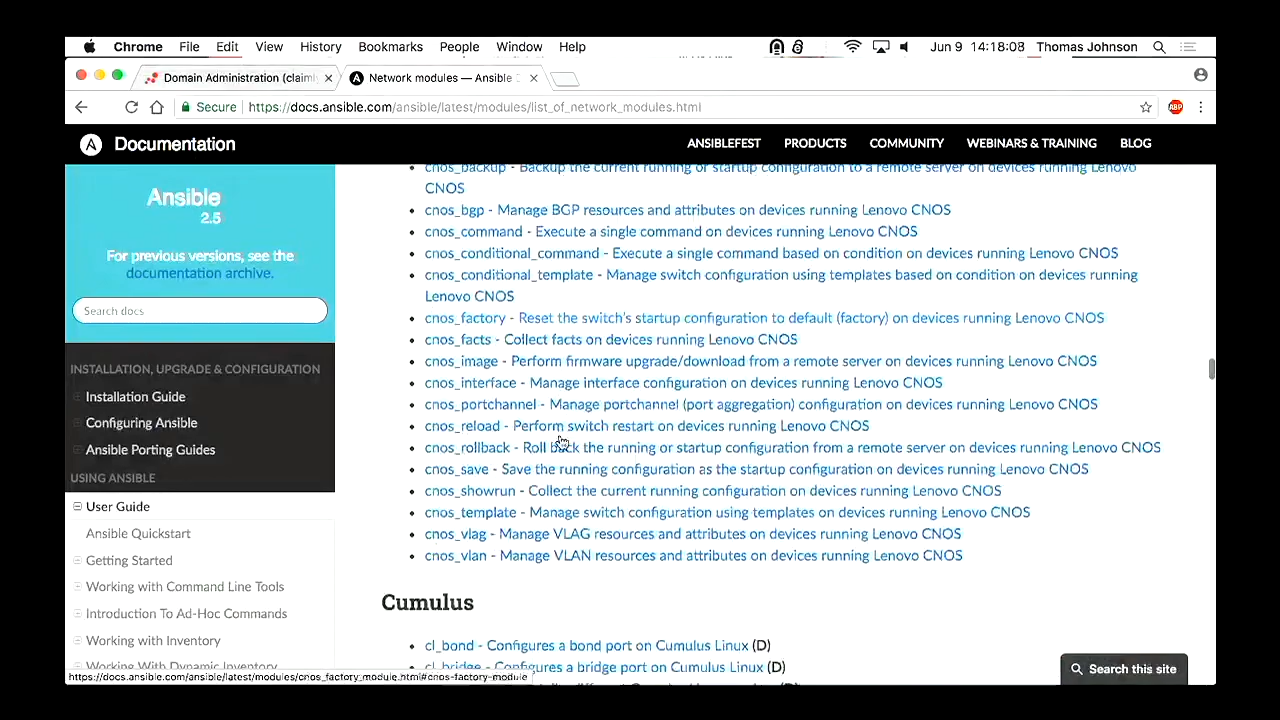 Chrome File Edit View History Bookmarks People Window Help Jun 9 14:18:08 Thomas Johnson
Domain Administration (claim Network modules — Ansible
Secure https://docs.ansible.com/ansible/latest/modules/list_of_network_modules.html ABP
Documentation ANSIBLEFEST PRODUCTS COMMUNITY WEBINARS & TRAINING BLOG
Ansible
2.5
For previous versions, see the
documentation archive.
Search docs
INSTALLATION, UPGRADE & CONFIGURATION
Installation Guide
Configuring Ansible
Ansible Porting Guides
USING ANSIBLE
User Guide
Ansible Quickstart
Getting Started
Working with Command Line Tools
Introduction To Ad-Hoc Commands
Working with Inventory
Working With Dynamic Inventory
cnos_backup - Backup the current running or startup configuration to a remote server on devices running Lenovo
CNOS
cnos_bgp - Manage BGP resources and attributes on devices running Lenovo CNOS
cnos_command - Execute a single command on devices running Lenovo CNOS
cnos_conditional_command - Execute a single command based on condition on devices running Lenovo CNOS
cnos_conditional_template - Manage switch configuration using templates based on condition on devices running
Lenovo CNOS
cnos_factory - Reset the switch's startup configuration to default (factory) on devices running Lenovo CNOS
cnos_facts - Collect facts on devices running Lenovo CNOS
cnos_image - Perform firmware upgrade/download from a remote server on devices running Lenovo CNOS
cnos_interface - Manage interface configuration on devices running Lenovo CNOS
cnos_portchannel - Manage portchannel (port aggregation) configuration on devices running Lenovo CNOS
cnos_reload - Perform switch restart on devices running Lenovo CNOS
cnos_rollback - Roll back the running or startup configuration from a remote server on devices running Lenovo CNOS
cnos_save - Save the running configuration as the startup configuration on devices running Lenovo CNOS
cnos_showrun - Collect the current running configuration on devices running Lenovo CNOS
cnos_template - Manage switch configuration using templates on devices running Lenovo CNOS
cnos_vlag - Manage VLAG resources and attributes on devices running Lenovo CNOS
cnos_vlan - Manage VLAN resources and attributes on devices running Lenovo CNOS
Cumulus
cl_bond - Configures a bond port on Cumulus Linux (D)
cl_bridge - Configures a bridge port on Cumulus Linux (D)
https://docs.ansible.com/ansible/latest/modules/cnos_factory_module.html#cnos-factory-module
Search this site